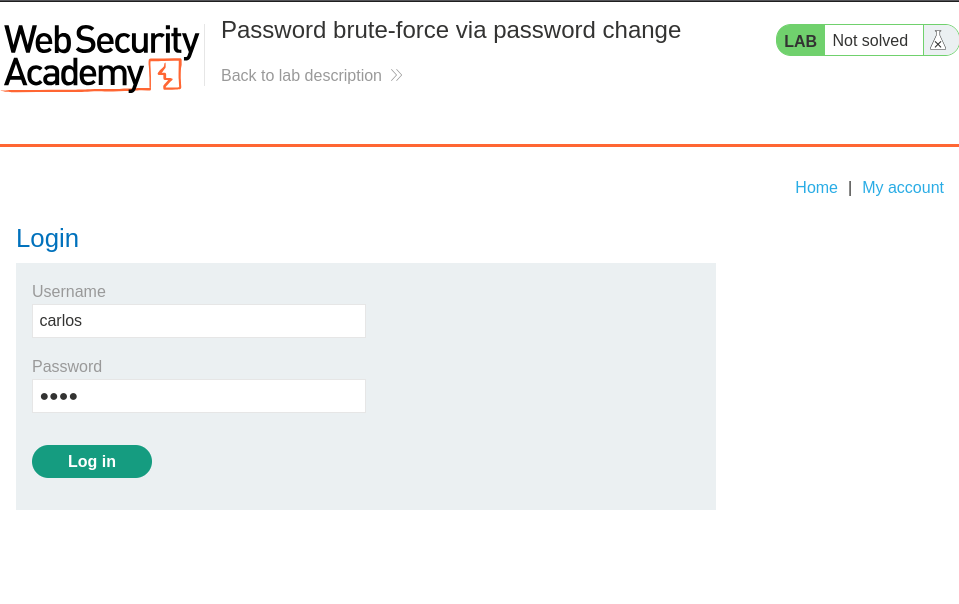 Web Security
Academy
Password brute-force via password change
Back to lab description
LAB Not solved
Home | My account
Login
Username
carlos
Password
●●●●
Log in